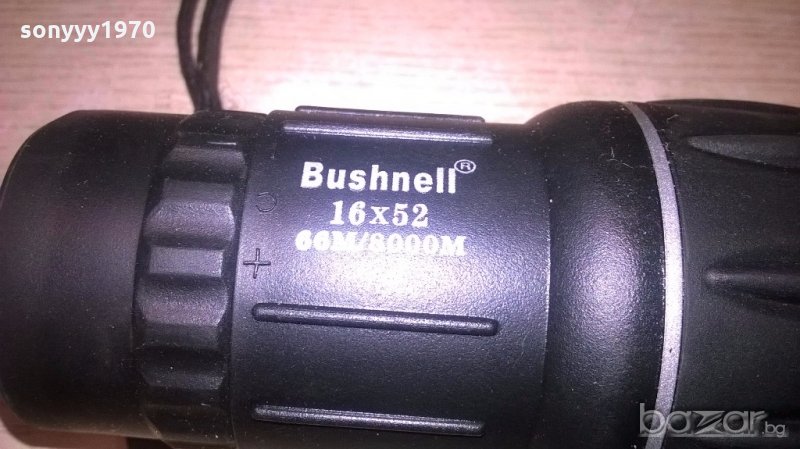 sonyyy1970
Bushnell®
16x52
66M/8000M
bazar.bg